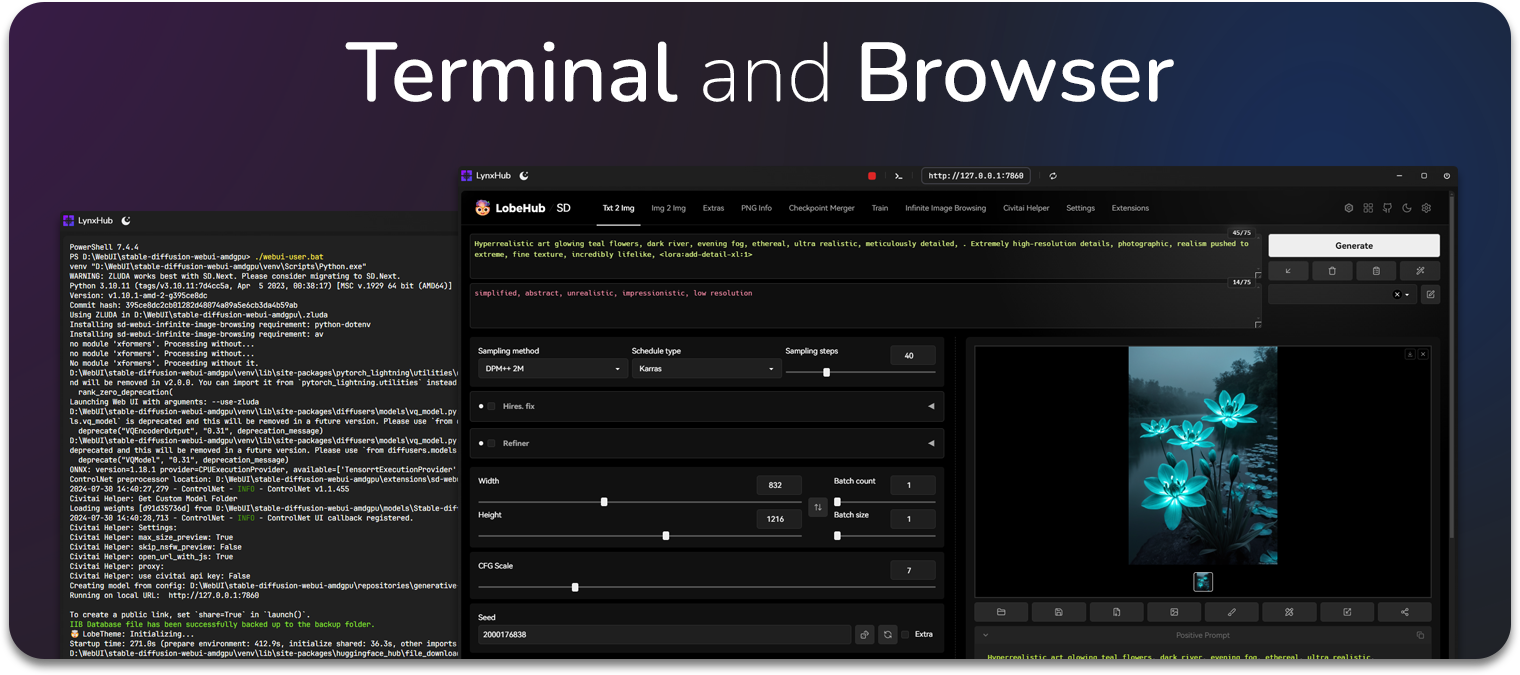 Terminal and Browser
LynxHub
PowerShell 7.4.4
PS D:\WebUI\stable-diffusion-webui-amdgpu> ./webui-user.bat
venv "D:\WebUI\stable-diffusion-webui-amdgpu\venv\Scripts\Python.exe"
WARNING: ZLUDA works best with SD.Next. Please consider migrating to SD.Next.
Python 3.10.11 (tags/v3.10.11:7d4cc5a, Apr  5 2023, 00:38:17) [MSC v.1929 64 bit (AMD64)]
Version: v1.10.1-amd-2-g395ce8dc
Commit hash: 395ce8dc2cb01282d48074a89a5e6cb3da4b59ab
Using ZLUDA in D:\WebUI\stable-diffusion-webui-amdgpu\.zluda
Installing sd-webui-infinite-image-browsing requirement: python-dotenv
Installing sd-webui-infinite-image-browsing requirement: av
no module 'xformers'. Processing without...
no module 'xformers'. Processing without...
No module 'xformers'. Proceeding without it.
D:\WebUI\stable-diffusion-webui-amdgpu\venv\lib\site-packages\pytorch_lightning\utilities\
nd will be removed in v2.0.0. You can import it from `pytorch_lightning.utilities` instead
rank_zero_deprecation(
Launching Web UI with arguments: --use-zluda
D:\WebUI\stable-diffusion-webui-amdgpu\venv\lib\site-packages\diffusers\models\vq_model.py
ls.vq_model` is deprecated and this will be removed in a future version. Please use `from
deprecate("VQEncoderOutput", "0.31", deprecation_message)
D:\WebUI\stable-diffusion-webui-amdgpu\venv\lib\site-packages\diffusers\models\vq_model.py
deprecated and this will be removed in a future version. Please use `from diffusers.models
deprecate("VQModel", "0.31", deprecation_message)
ONNX: version=1.18.1 provider=CPUExecutionProvider, available=['TensorrtExecutionProvider'
ControlNet preprocessor location: D:\WebUI\stable-diffusion-webui-amdgpu\extensions\sd-webu
2024-07-30 14:40:27,279 - ControlNet - INFO - ControlNet v1.1.455
Civitai Helper: Get Custom Model Folder
Loading weights [d91d35736d] from D:\WebUI\stable-diffusion-webui-amdgpu\models\Stable-dif
2024-07-30 14:40:28,713 - ControlNet - INFO - ControlNet UI callback registered.
Civitai Helper: Settings:
Civitai Helper: max_size_preview: True
Civitai Helper: skip_nsfw_preview: False
Civitai Helper: open_url_with_js: True
Civitai Helper: proxy:
Civitai Helper: use civitai api key: False
Creating model from config: D:\WebUI\stable-diffusion-webui-amdgpu\repositories\generative
Running on local URL:  http://127.0.0.1:7860
To create a public link, set `share=True` in `launch()`.
IIB Database file has been successfully backed up to the backup folder.
LobeTheme: Initializing...
Startup time: 271.0s (prepare environment: 412.9s, initialize shared: 36.3s, other imports
D:\WebUI\stable-diffusion-webui-amdgpu\venv\lib\site-packages\huggingface_hub\file_downloa
LynxHub http://127.0.0.1:7860
LobeHub SD Txt 2 Img Img 2 Img Extras PNG Info Checkpoint Merger Train Infinite Image Browsing Civitai Helper Settings Extensions
45/75
Hyperrealistic art glowing teal flowers, dark river, evening fog, ethereal, ultra realistic, meticulously detailed, . Extremely high-resolution details, photographic, realism pushed to
extreme, fine texture, incredibly lifelike, <lora:add-detail-xl:1>
Generate
14/75
simplified, abstract, unrealistic, impressionistic, low resolution
Sampling method Schedule type Sampling steps 40
DPM++ 2M Karras
Hires. fix
Refiner
Width 832 Batch count 1
Height 1216 Batch size 1
CFG Scale 7
Seed
2000176838 Extra
Positive Prompt
Hyperrealistic art glowing teal flowers, dark river, evening fog, ethereal, ultra realistic,